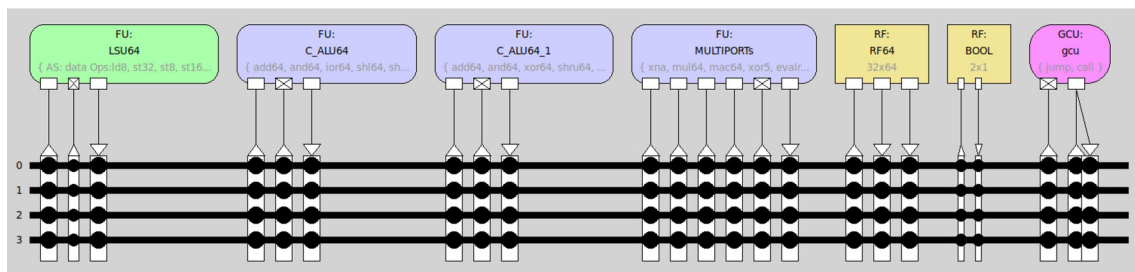 FU:
LSU64
{ AS: data Ops:ld8, st32, st8, st16...
FU:
C_ALU64
{ add64, and64, ior64, shl64, sh...
FU:
C_ALU64_1
{ add64, and64, xor64, shru64, ...
FU:
MULTIPORTs
{ xna, mul64, mac64, xor5, evalr...
RF:
RF64
32x64
RF:
BOOL
2x1
GCU:
gcu
{ jump, call }
0
1
2
3